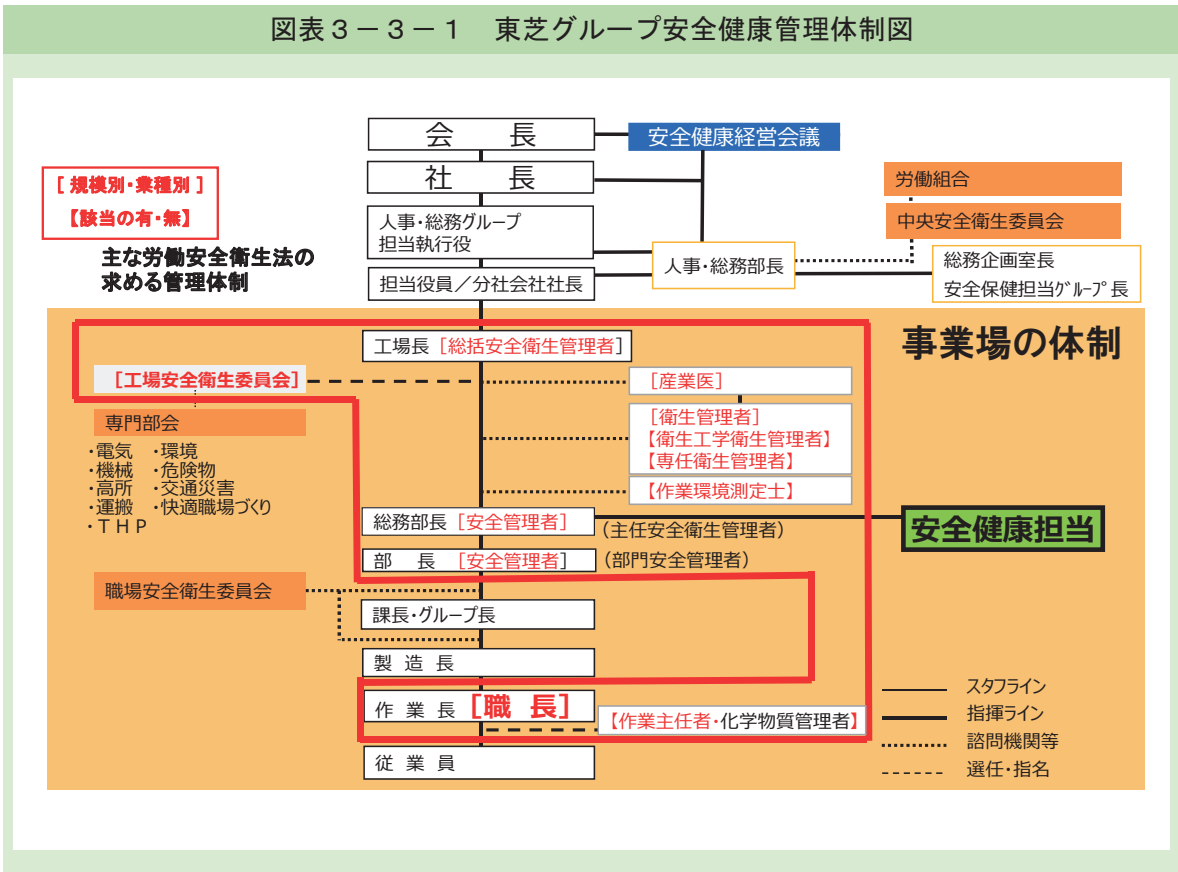 図表３－３－１　東芝グループ安全健康管理体制図
会　長
安全健康経営会議
社　長
[ 規模別・業種別 ]
【該当の有・無】
主な労働安全衛生法の
求める管理体制
人事・総務グループ
担当執行役
担当役員／分社会社社長
人事・総務部長
労働組合
中央安全衛生委員会
総務企画室長
安全保健担当ｸﾞﾙｰﾌﾟ長
事業場の体制
工場長 [総括安全衛生管理者]
[工場安全衛生委員会]
[産業医]
専門部会
・電気　・環境
・機械　・危険物
・高所　・交通災害
・運搬　・快適職場づくり
・ＴＨＰ
[衛生管理者]
【衛生工学衛生管理者】
【専任衛生管理者】
【作業環境測定士】
総務部長 [安全管理者]
(主任安全衛生管理者)
安全健康担当
部　長 [安全管理者]
(部門安全管理者)
職場安全衛生委員会
課長・グループ長
製 造 長
作 業 長 [職　長]
【作業主任者・化学物質管理者】
従 業 員
スタフライン
指揮ライン
諮問機関等
選任・指名